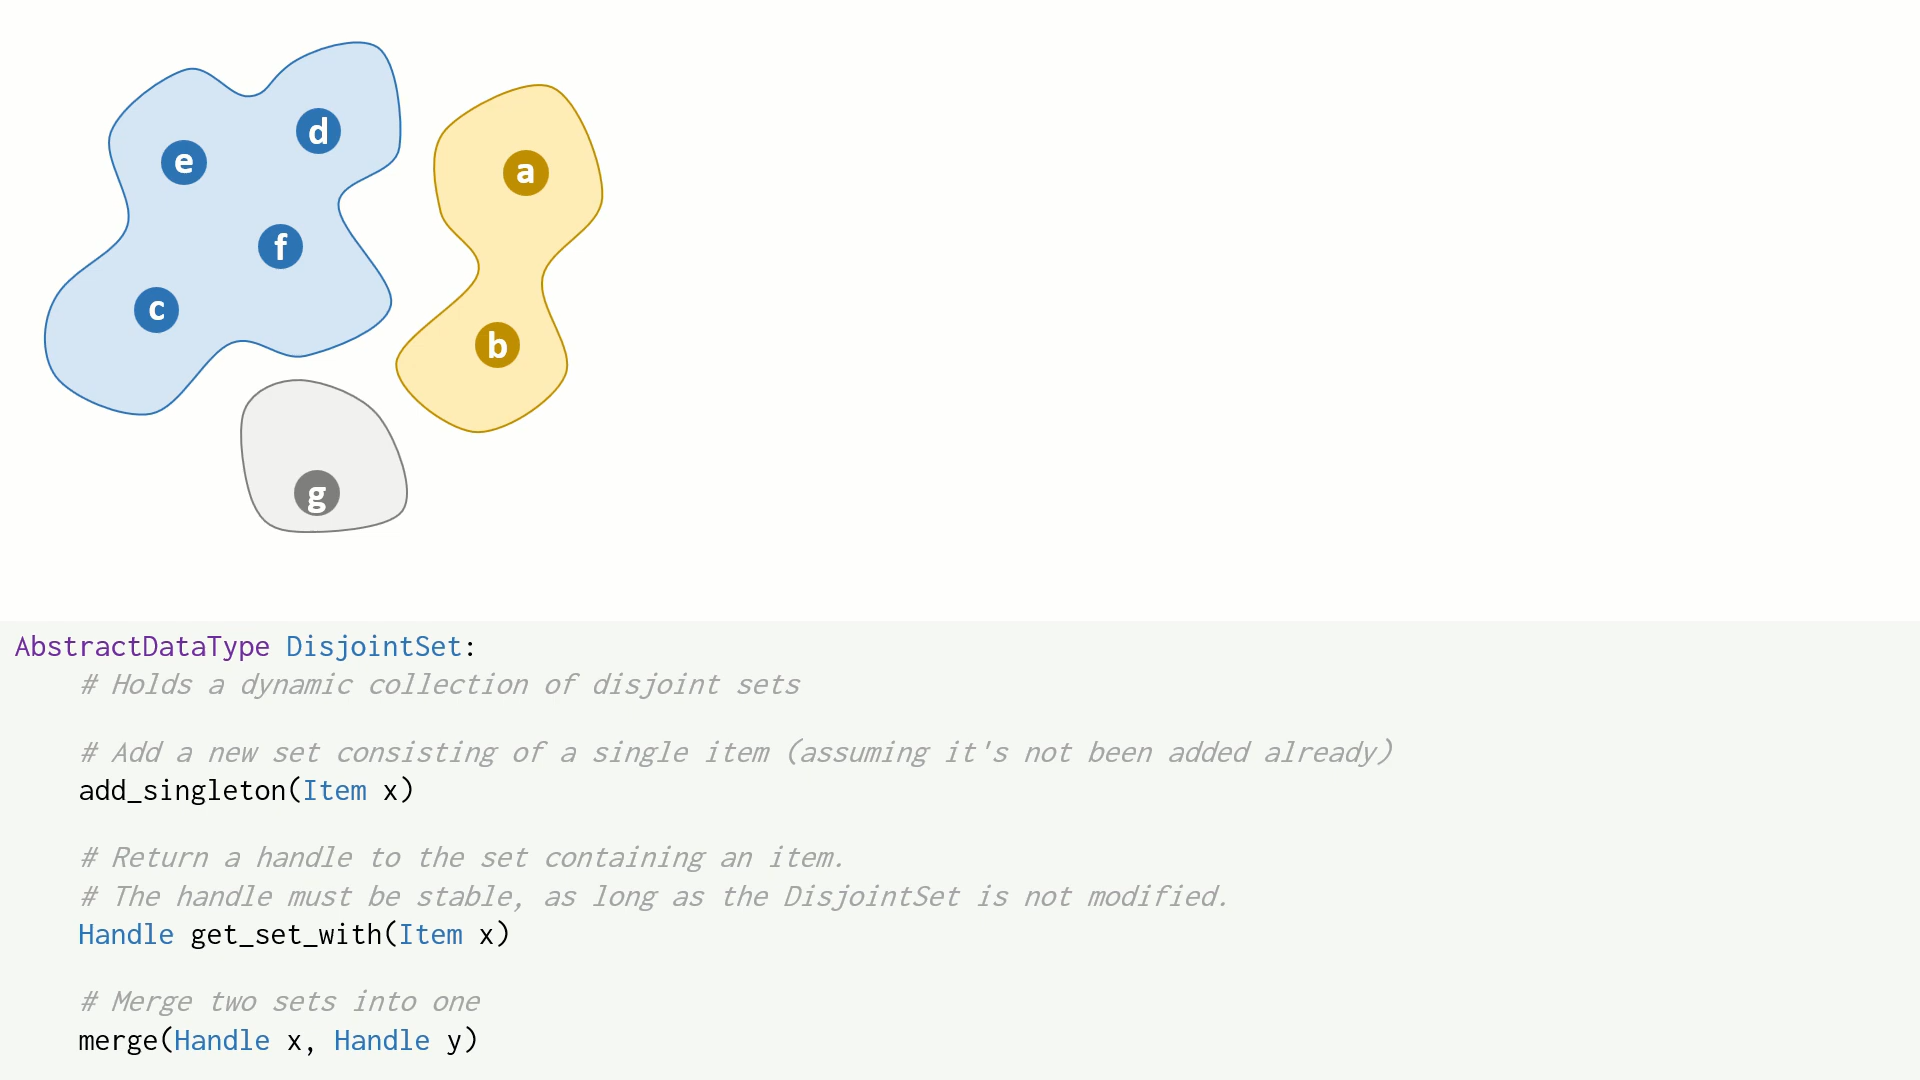 d
e
a
f
c
b
g
AbstractDataType DisjointSet:
# Holds a dynamic collection of disjoint sets
# Add a new set consisting of a single item (assuming it's not been added already)
add_singleton(Item x)
# Return a handle to the set containing an item.
# The handle must be stable, as long as the DisjointSet is not modified.
Handle get_set_with(Item x)
# Merge two sets into one
merge(Handle x, Handle y)